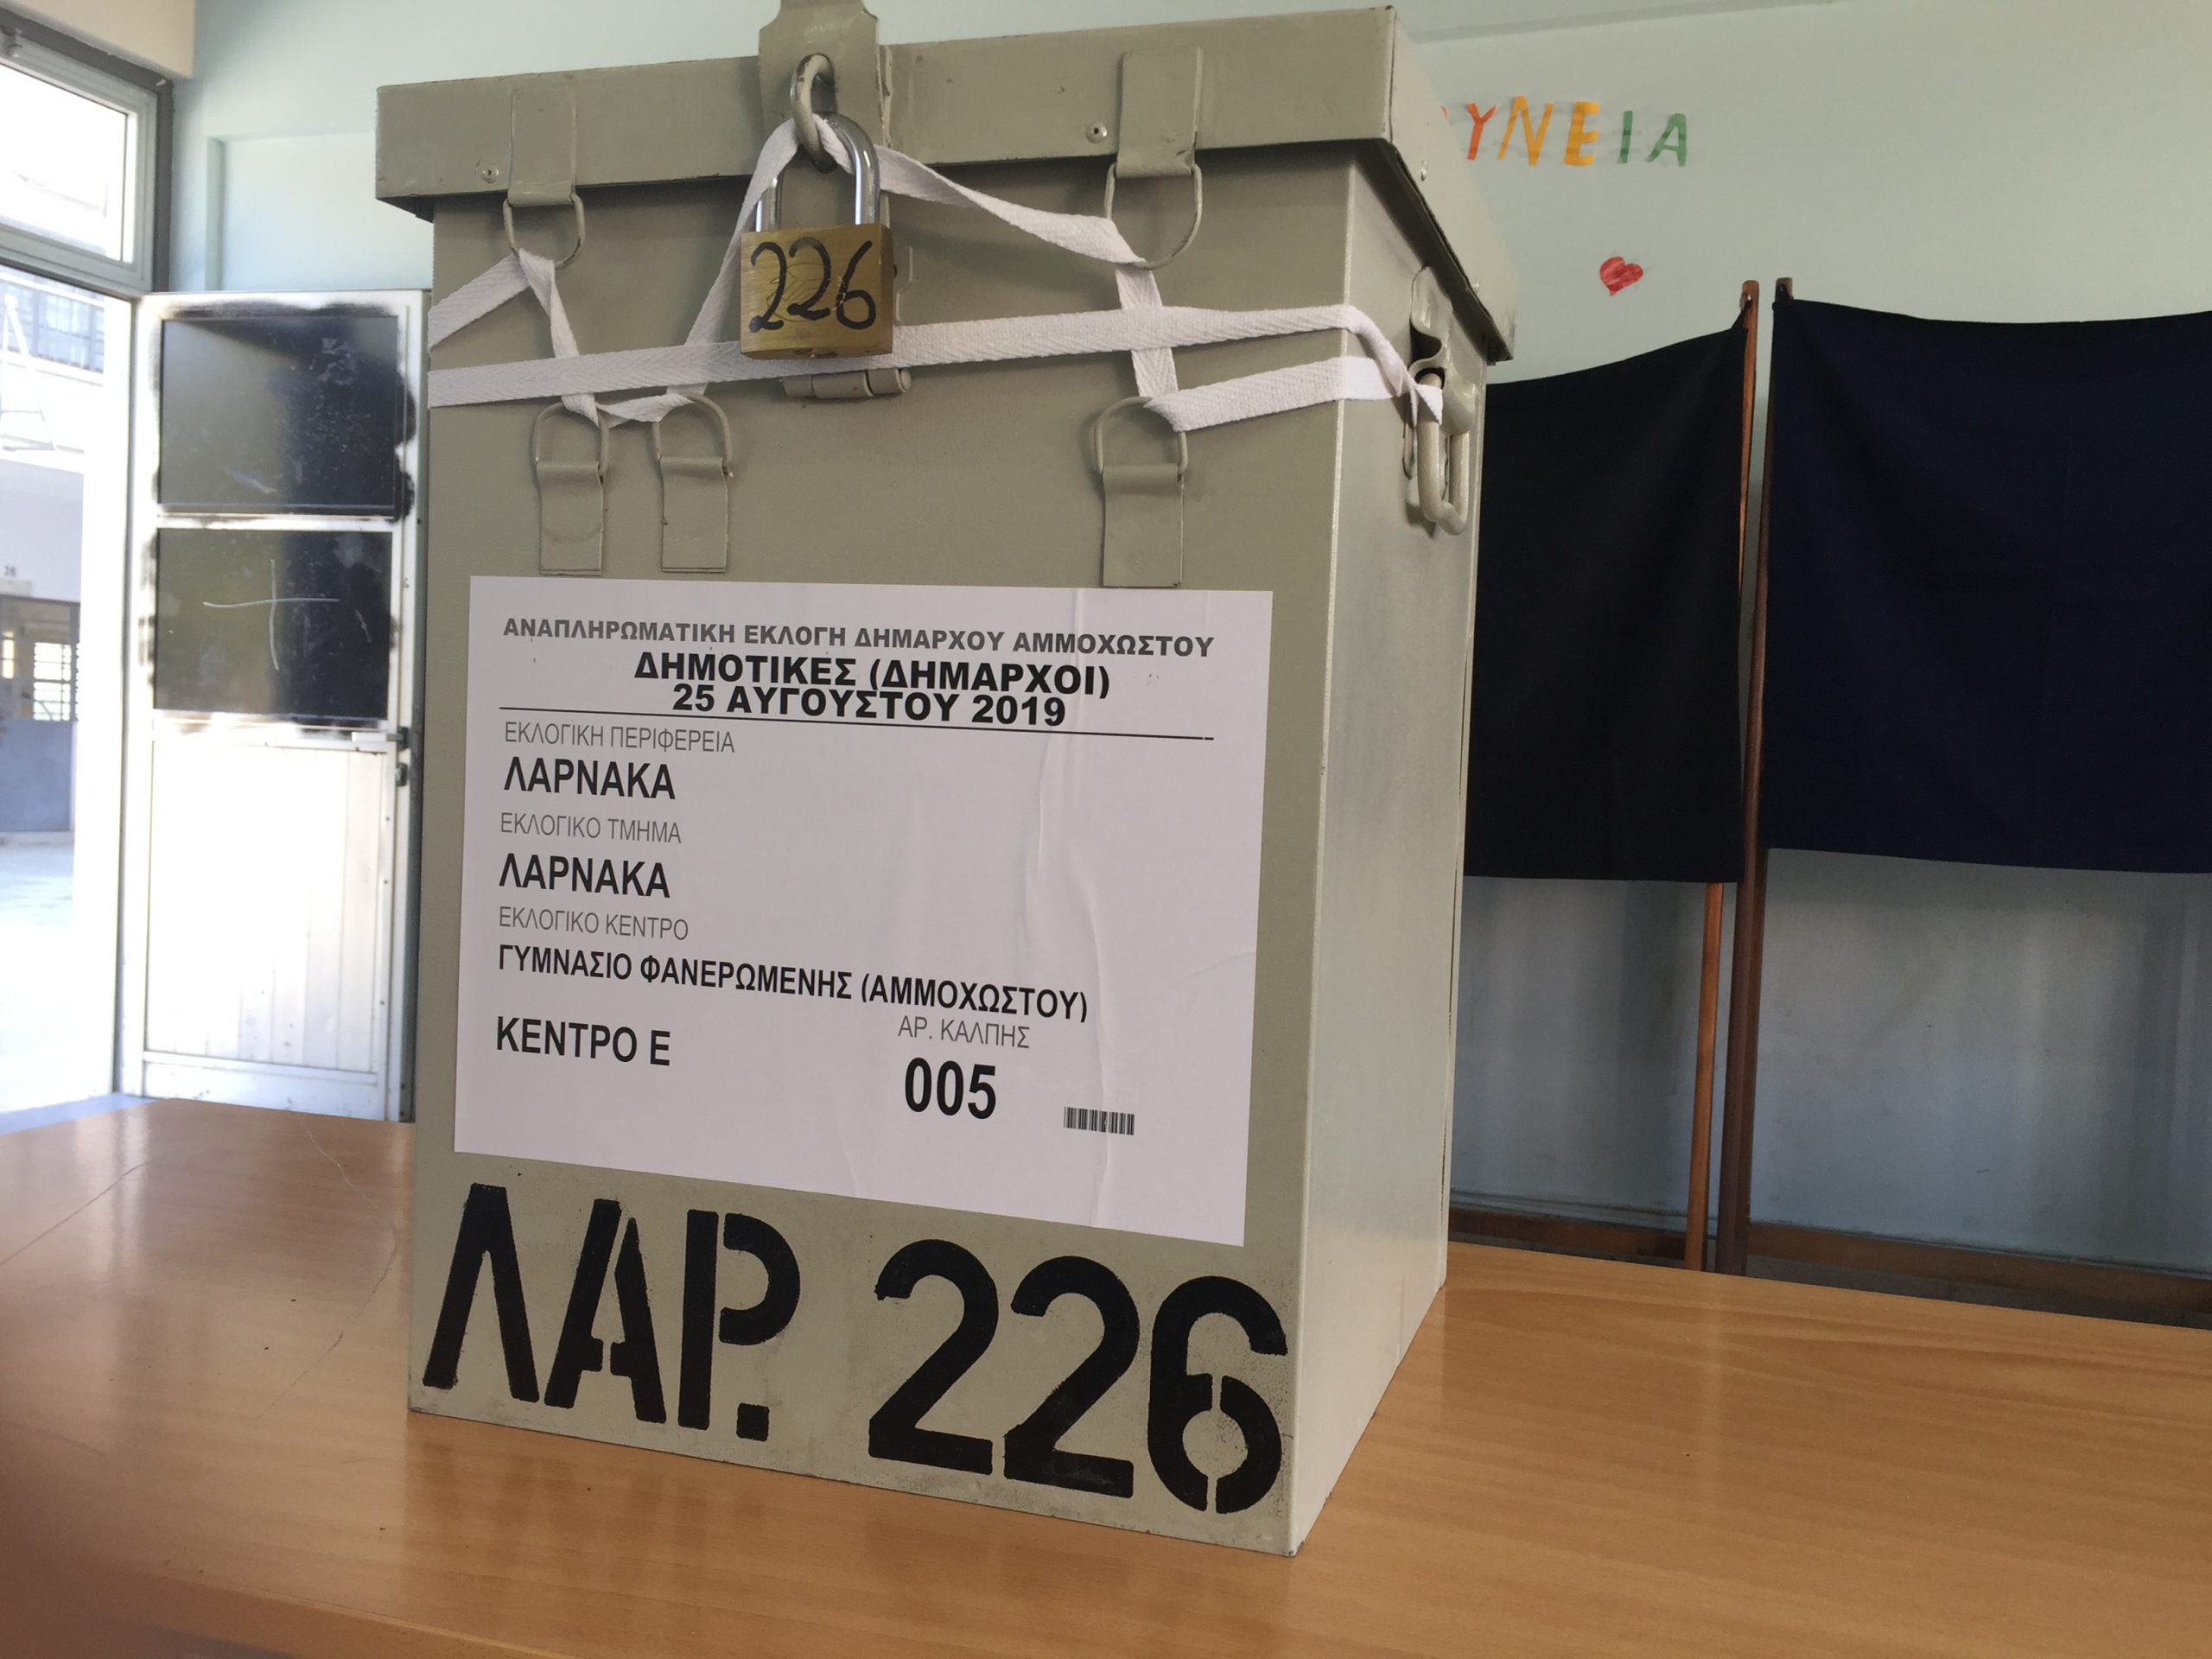 ΥΝΕΙΑ
226
ΑΝΑΠΛΗΡΩΜΑΤΙΚΗ ΕΚΛΟΓΗ ΔΗΜΑΡΧΟΥ ΑΜΜΟΧΩΣΤΟΥ
ΔΗΜΟΤΙΚΕΣ (ΔΗΜΑΡΧΟΙ)
25 ΑΥΓΟΥΣΤΟΥ 2019
ΕΚΛΟΓΙΚΗ ΠΕΡΙΦΕΡΕΙΑ
ΛΑΡΝΑΚΑ
ΕΚΛΟΓΙΚΟ ΤΜΗΜΑ
ΛΑΡΝΑΚΑ
ΕΚΛΟΓΙΚΟ ΚΕΝΤΡΟ
ΓΥΜΝΑΣΙΟ ΦΑΝΕΡΩΜΕΝΗΣ (ΑΜΜΟΧΩΣΤΟΥ)
ΑΡ. ΚΑΛΠΗΣ
ΚΕΝΤΡΟ Ε 005
ΛΑΡ. 226